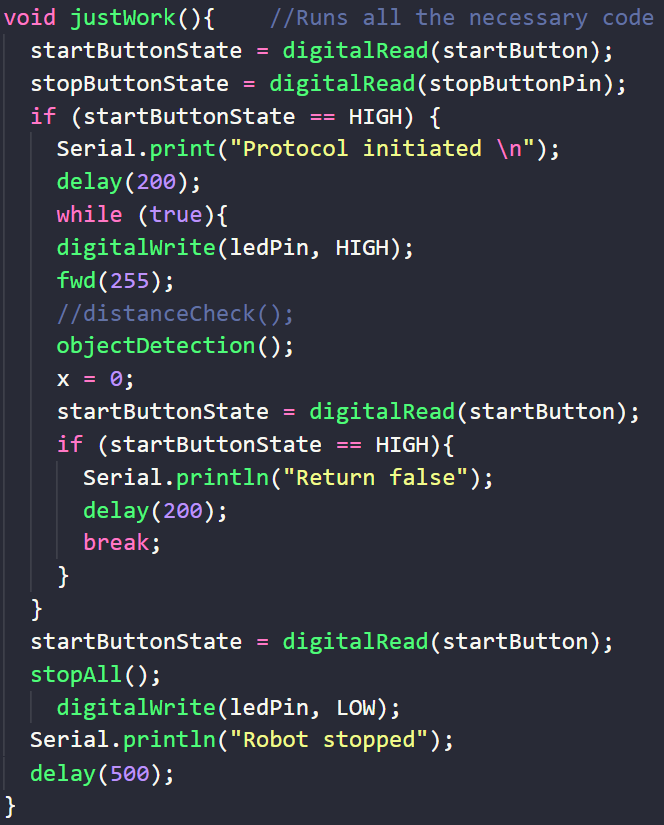 void justWork(){    //Runs all the necessary code
  startButtonState = digitalRead(startButton);
  stopButtonState = digitalRead(stopButtonPin);
  if (startButtonState == HIGH) {
    Serial.print("Protocol initiated \n");
    delay(200);
    while (true){
    digitalWrite(ledPin, HIGH);
    fwd(255);
    //distanceCheck();
    objectDetection();
    x = 0;
    startButtonState = digitalRead(startButton);
    if (startButtonState == HIGH){
      Serial.println("Return false");
      delay(200);
      break;
    }
  }
  startButtonState = digitalRead(startButton);
  stopAll();
    digitalWrite(ledPin, LOW);
  Serial.println("Robot stopped");
  delay(500);
}